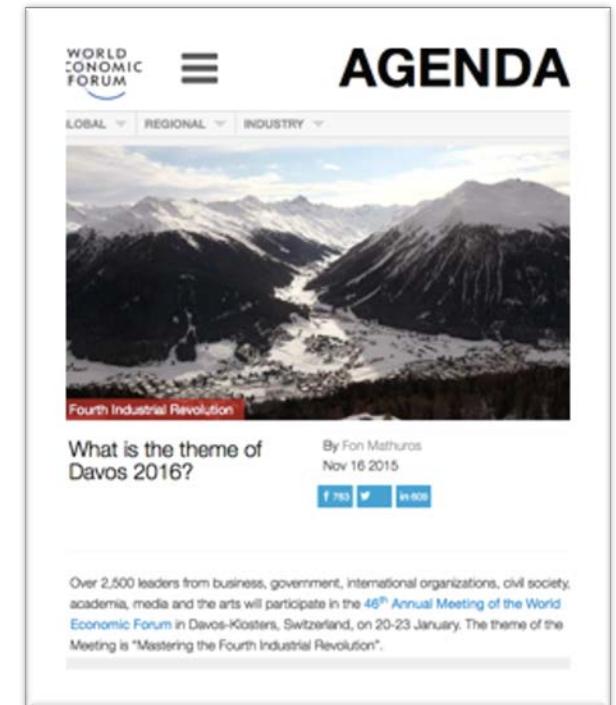 WORLD
ECONOMIC
FORUM
AGENDA
LOBAL
REGIONAL
INDUSTRY
Fourth Industrial Revolution
What is the theme of
Davos 2016?
By Fon Mathuros
Nov 16 2015
f 763
in 609
Over 2,500 leaders from business, government, international organizations, civil society,
academia, media and the arts will participate in the 46th Annual Meeting of the World
Economic Forum in Davos-Klosters, Switzerland, on 20-23 January. The theme of the
Meeting is “Mastering the Fourth Industrial Revolution”.